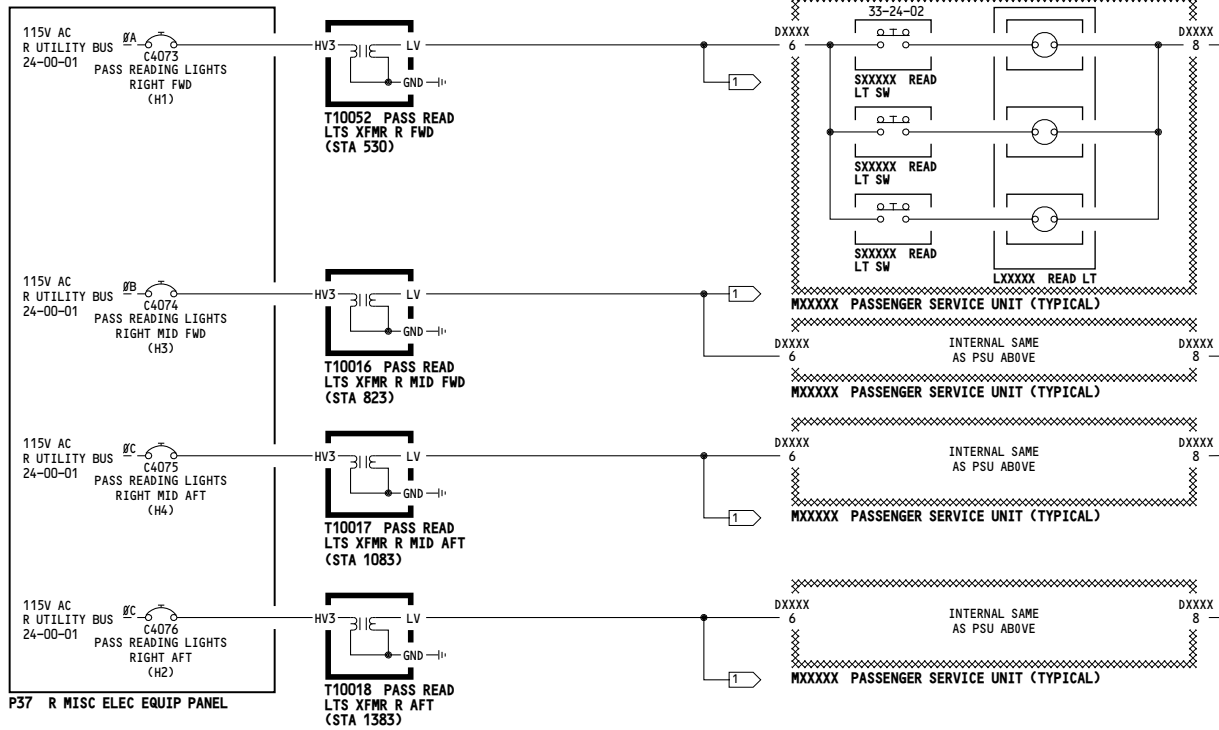 115V AC
R UTILITY BUS
24-00-01
ØA
C4073
PASS READING LIGHTS
RIGHT FWD
(H1)
HV3
LV
GND
T10052 PASS READ
LTS XFMR R FWD
(STA 530)
1
DXXXX
6
33-24-02
SXXXXX READ
LT SW
SXXXXX READ
LT SW
SXXXXX READ
LT SW
LXXXXX READ LT
DXXXX
8
MXXXXX PASSENGER SERVICE UNIT (TYPICAL)
115V AC
R UTILITY BUS
24-00-01
ØB
C4074
PASS READING LIGHTS
RIGHT MID FWD
(H3)
HV3
LV
GND
T10016 PASS READ
LTS XFMR R MID FWD
(STA 823)
1
DXXXX
6
INTERNAL SAME
AS PSU ABOVE
DXXXX
8
MXXXXX PASSENGER SERVICE UNIT (TYPICAL)
115V AC
R UTILITY BUS
24-00-01
ØC
C4075
PASS READING LIGHTS
RIGHT MID AFT
(H4)
HV3
LV
GND
T10017 PASS READ
LTS XFMR R MID AFT
(STA 1083)
1
DXXXX
6
INTERNAL SAME
AS PSU ABOVE
DXXXX
8
MXXXXX PASSENGER SERVICE UNIT (TYPICAL)
115V AC
R UTILITY BUS
24-00-01
ØC
C4076
PASS READING LIGHTS
RIGHT AFT
(H2)
HV3
LV
GND
T10018 PASS READ
LTS XFMR R AFT
(STA 1383)
1
DXXXX
6
INTERNAL SAME
AS PSU ABOVE
DXXXX
8
MXXXXX PASSENGER SERVICE UNIT (TYPICAL)
P37 R MISC ELEC EQUIP PANEL